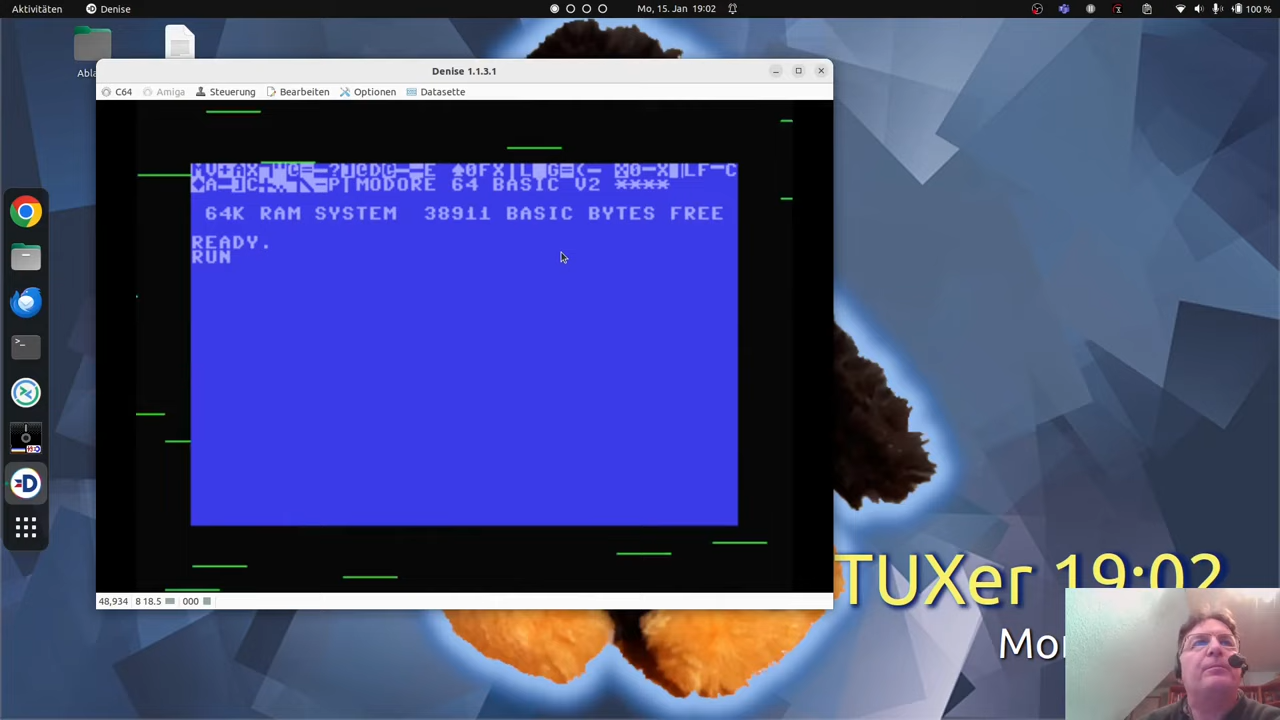 Aktivitäten
Denise
Mo, 15. Jan 19:02
100 %
Abla
Denise 1.1.3.1
C64
Amiga
Steuerung
Bearbeiten
Optionen
Datasette
MODORE 64 BASIC V2 ****
64K RAM SYSTEM 38911 BASIC BYTES FREE
READY.
RUN
48,934
8 18.5
000
TUXer 19:02
Mo